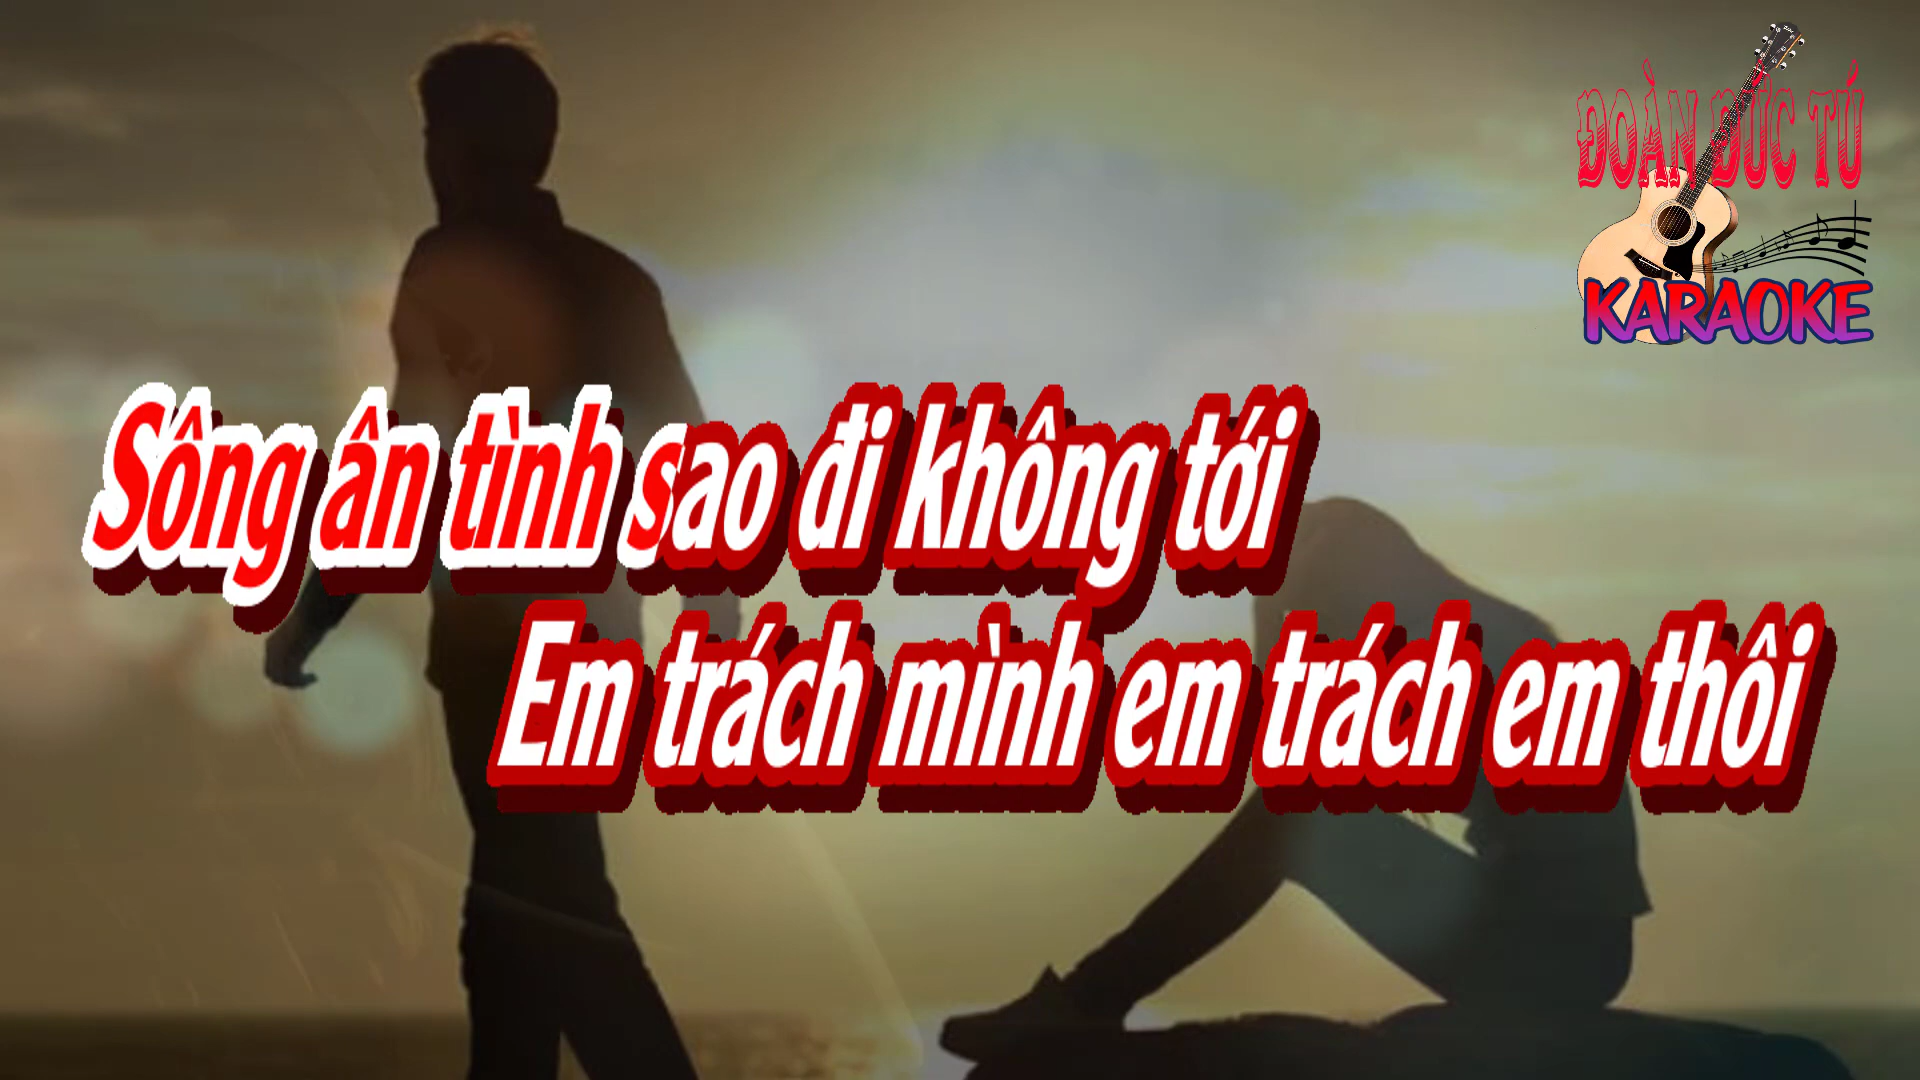 ĐOÀN ĐỨC TÚ
KARAOKE
Sông ân tình sao đi không tới
Em trách mình em trách em thôi